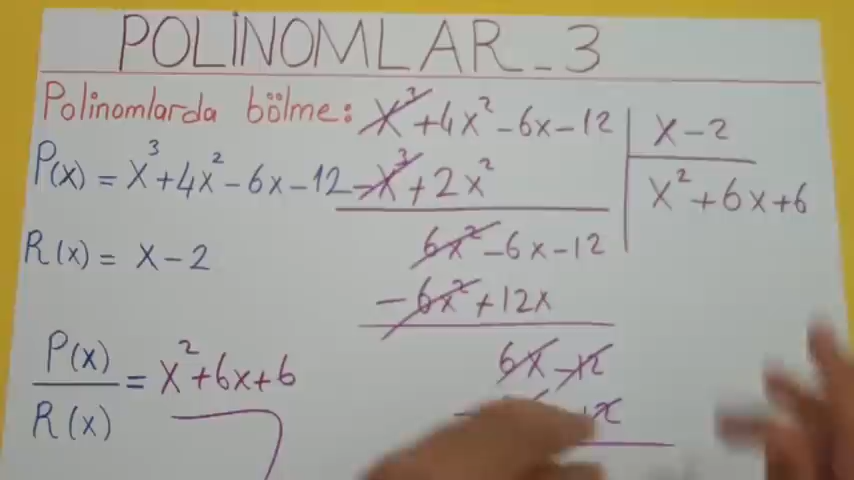 POLİNOMLAR_3
Polinomlarda bölme:
P(x) = x³+4x²-6x-12
R(x) = x-2
P(x)/R(x) = x²+6x+6
x³+4x²-6x-12 | x-2
x²+6x+6
-x³+2x²
6x²-6x-12
-6x²+12x
6x-12